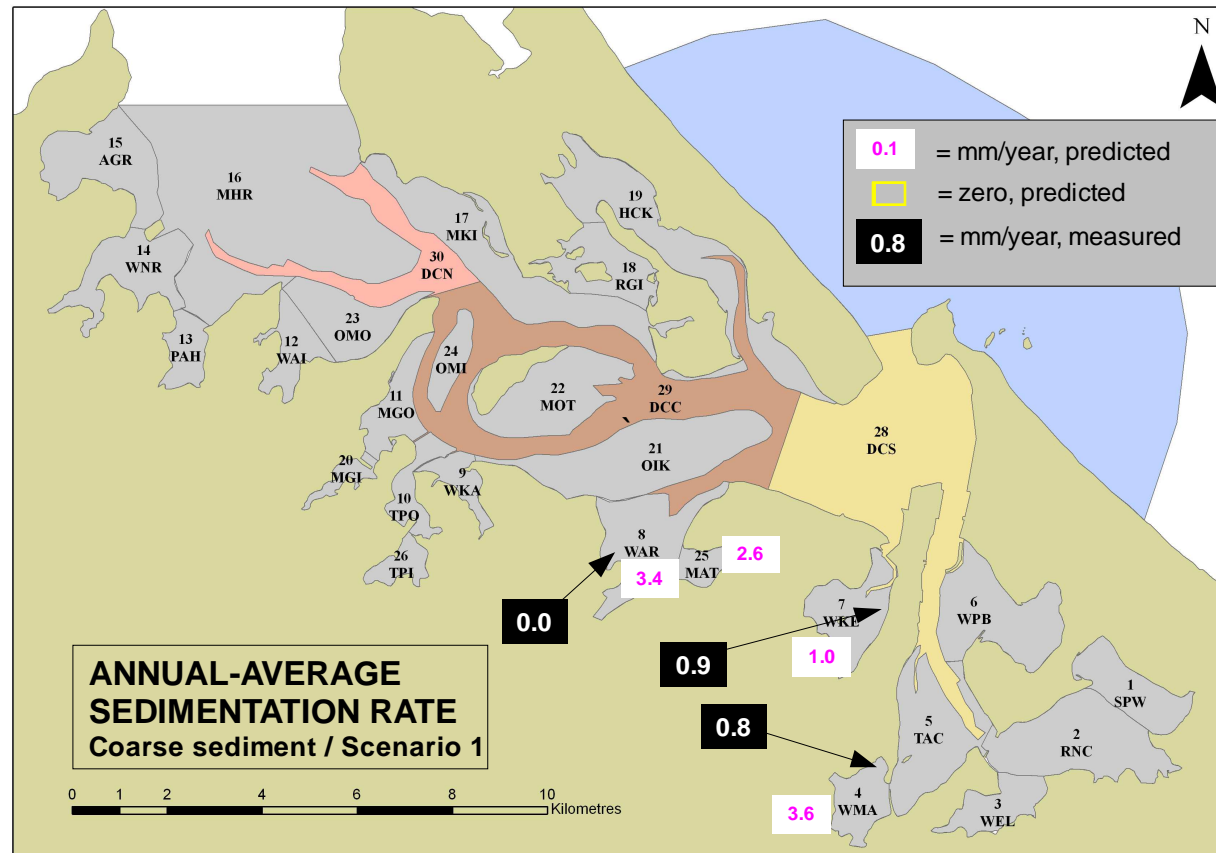 N
0.1 = mm/year, predicted
= zero, predicted
0.8 = mm/year, measured
15
AGR
16
MHR
19
HCK
17
MKI
14
WNR
18
RGI
30
DCN
23
OMO
13
PAH
12
WAI
24
OMI
11
MGO
22
MOT
29
DCC
28
DCS
21
OIK
20
MGI
9
WKA
10
TPO
26
TPI
8
WAR
25
MAT
2.6
3.4
0.0
7
WKE
6
WPB
1.0
0.9
1
SPW
0.8
5
TAC
2
RNC
4
WMA
3
WEL
3.6
ANNUAL-AVERAGE
SEDIMENTATION RATE
Coarse sediment / Scenario 1
0 1 2 4 6 8 10
Kilometres